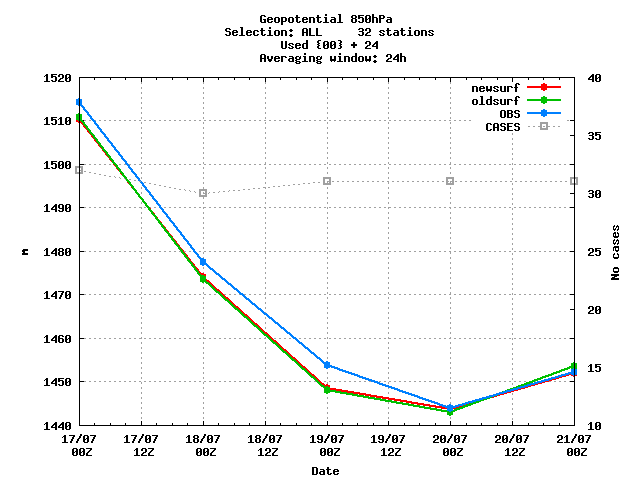 Geopotential 850hPa
Selection: ALL     32 stations
Used {00} + 24
Averaging window: 24h
newsurf
oldsurf
OBS
CASES
1520
1510
1500
1490
1480
1470
1460
1450
1440
m
40
35
30
25
20
15
10
No cases
17/07 17/07 18/07 18/07 19/07 19/07 20/07 20/07 21/07
00Z 12Z 00Z 12Z 00Z 12Z 00Z 12Z 00Z
Date